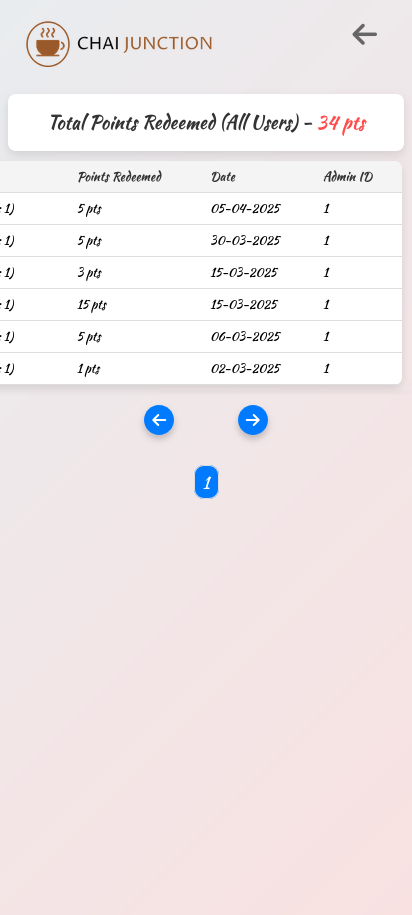 CHAI JUNCTION
Total Points Redeemed (All Users) - 34 pts
Points Redeemed Date Admin ID
: 1) 5 pts 05-04-2025 1
: 1) 5 pts 30-03-2025 1
: 1) 3 pts 15-03-2025 1
: 1) 15 pts 15-03-2025 1
: 1) 5 pts 06-03-2025 1
: 1) 1 pts 02-03-2025 1
1